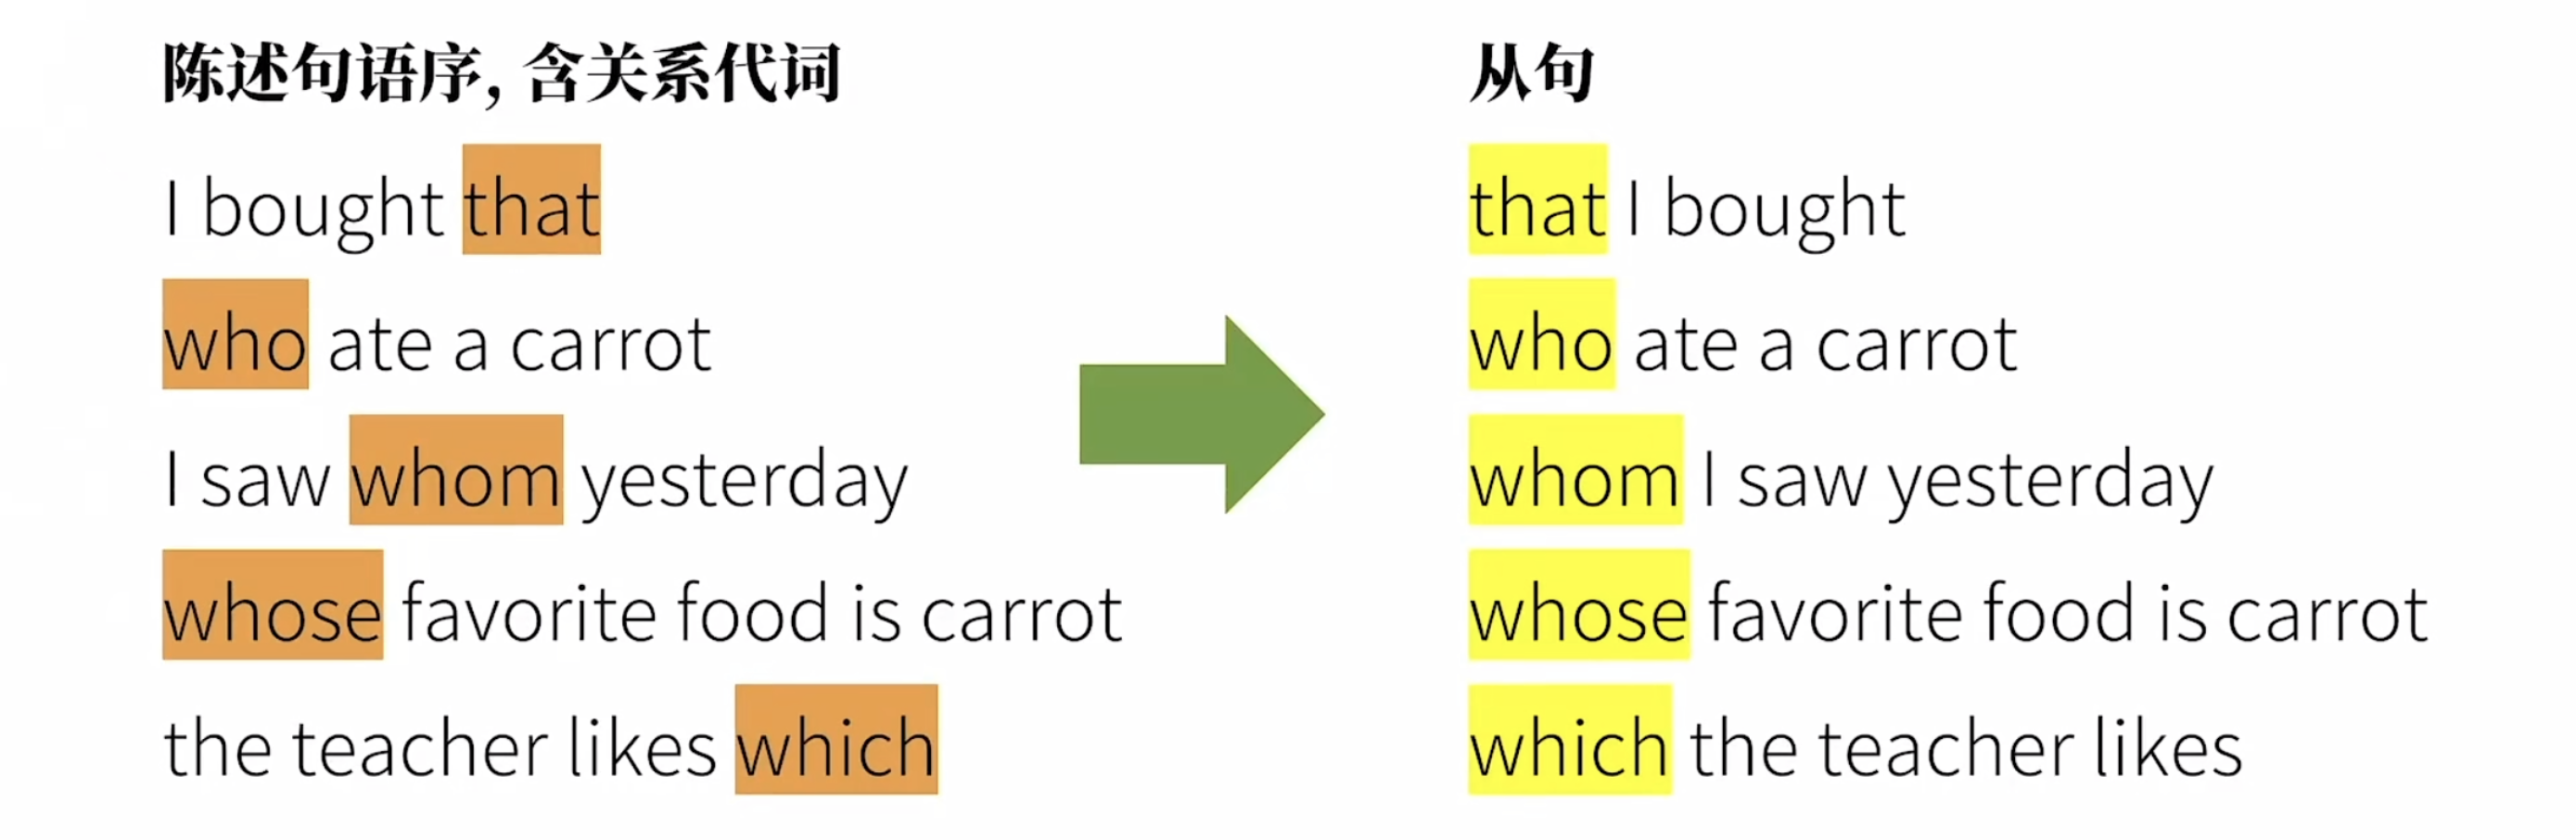 陈述句语序, 含关系代词
I bought that
who ate a carrot
I saw whom yesterday
whose favorite food is carrot
the teacher likes which
从句
that I bought
who ate a carrot
whom I saw yesterday
whose favorite food is carrot
which the teacher likes